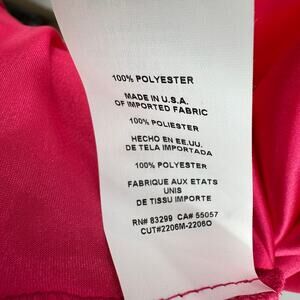 100% POLYESTER
MADE IN U.S.A.
OF IMPORTED FABRIC
100% POLIESTER
HECHO EN EE.UU.
DE TELA IMPORTADA
100% POLYESTER
FABRIQUE AUX ETATS
UNIS
DE TISSU IMPORTE
RN# 83299 CA# 55057
CUT#2206M-2206O